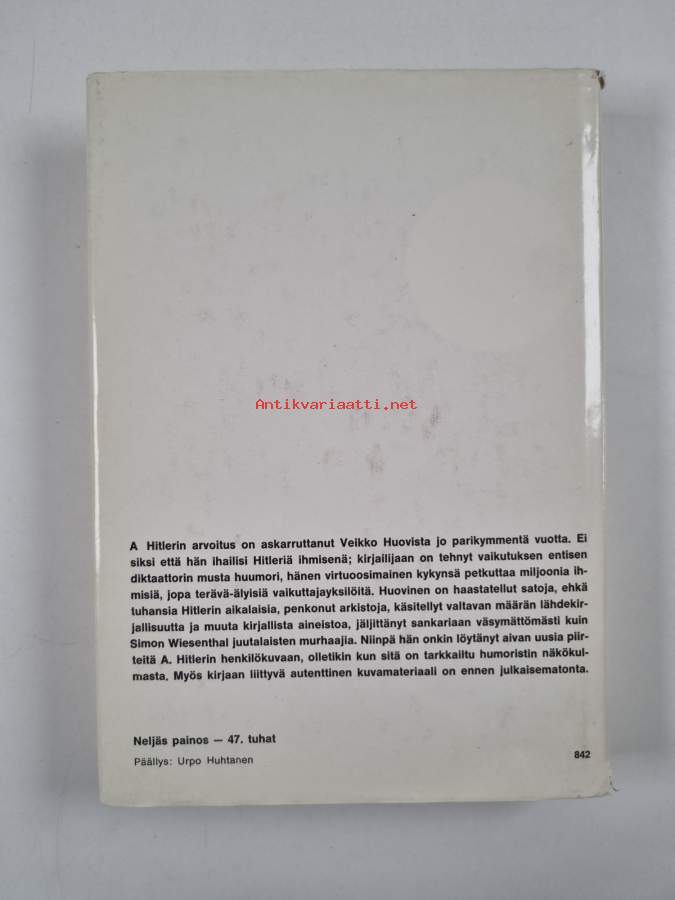 Antikvariaatti.net
A Hitlerin arvoitus on askarruttanut Veikko Huovista jo parikymmentä vuotta. Ei
siksi että hän ihailisi Hitleriä ihmisenä; kirjailijaan on tehnyt vaikutuksen entisen
diktaattorin musta huumori, hänen virtuoosimainen kykynsä petkuttaa miljoonia ih-
misiä, jopa terävä-älyisiä vaikuttajayksilöitä. Huovinen on haastatellut satoja, ehkä
tuhansia Hitlerin aikalaisia, penkonut arkistoja, käsitellyt valtavan määrän lähdekir-
jallisuutta ja muuta kirjallista aineistoa, jäljittänyt sankariaan väsymättömästi kuin
Simon Wiesenthal juutalaisten murhaajia. Niinpä hän onkin löytänyt aivan uusia piir-
teitä A. Hitlerin henkilökuvaan, olletikin kun sitä on tarkkailtu humoristin näkökul-
masta. Myös kirjaan liittyvä autenttinen kuvamateriaali on ennen julkaisematonta.
Neljäs painos — 47. tuhat
Päällys: Urpo Huhtanen
842